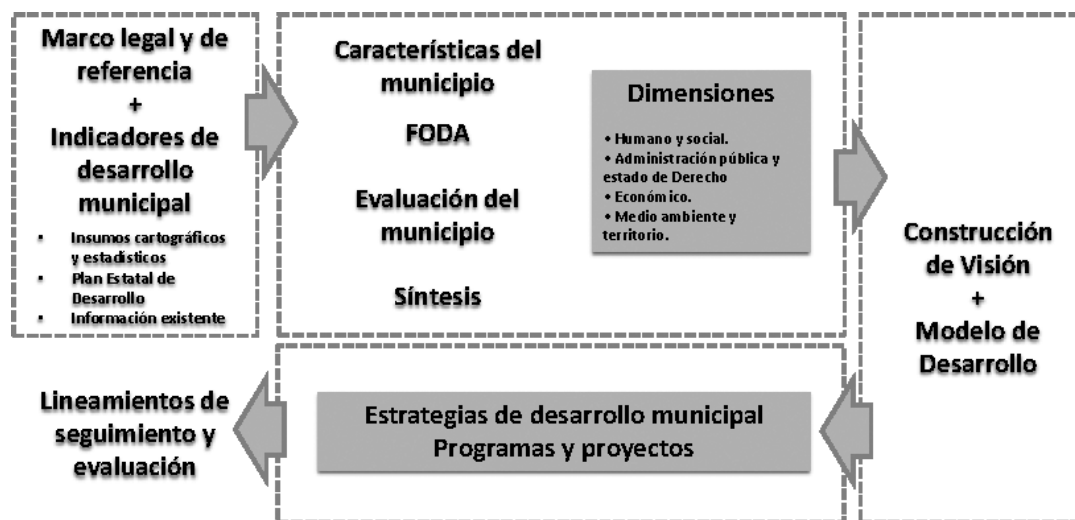 Marco legal y de
referencia
+
Indicadores de
desarrollo
municipal
▪ Insumos cartográficos
y estadísticos
▪ Plan Estatal de
Desarrollo
▪ Información existente
Características del
municipio
FODA
Evaluación del
municipio
Síntesis
Dimensiones
• Humano y social.
• Administración pública y
estado de Derecho
• Económico.
• Medio ambiente y
territorio.
Construcción
de Visión
+
Modelo de
Desarrollo
Estrategias de desarrollo municipal
Programas y proyectos
Lineamientos de
seguimiento y
evaluación